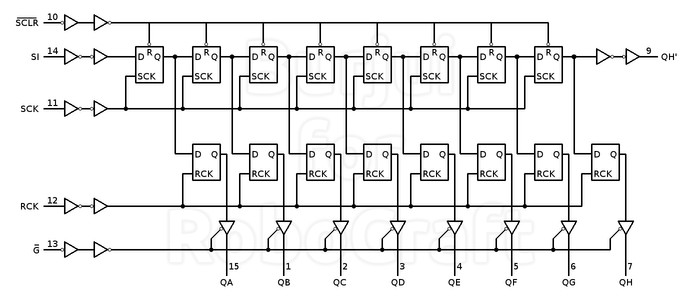 SCLR 10
SI 14
D R Q D R Q D R Q D R Q D R Q D R Q D R Q D R Q
9 QH'
SCK SCK SCK SCK SCK SCK SCK SCK
SCK 11
D Q D Q D Q D Q D Q D Q D Q D Q
RCK RCK RCK RCK RCK RCK RCK RCK
RCK 12
G 13
15 1 2 3 4 5 6 7
QA QB QC QD QE QF QG QH
for
RoboCraft